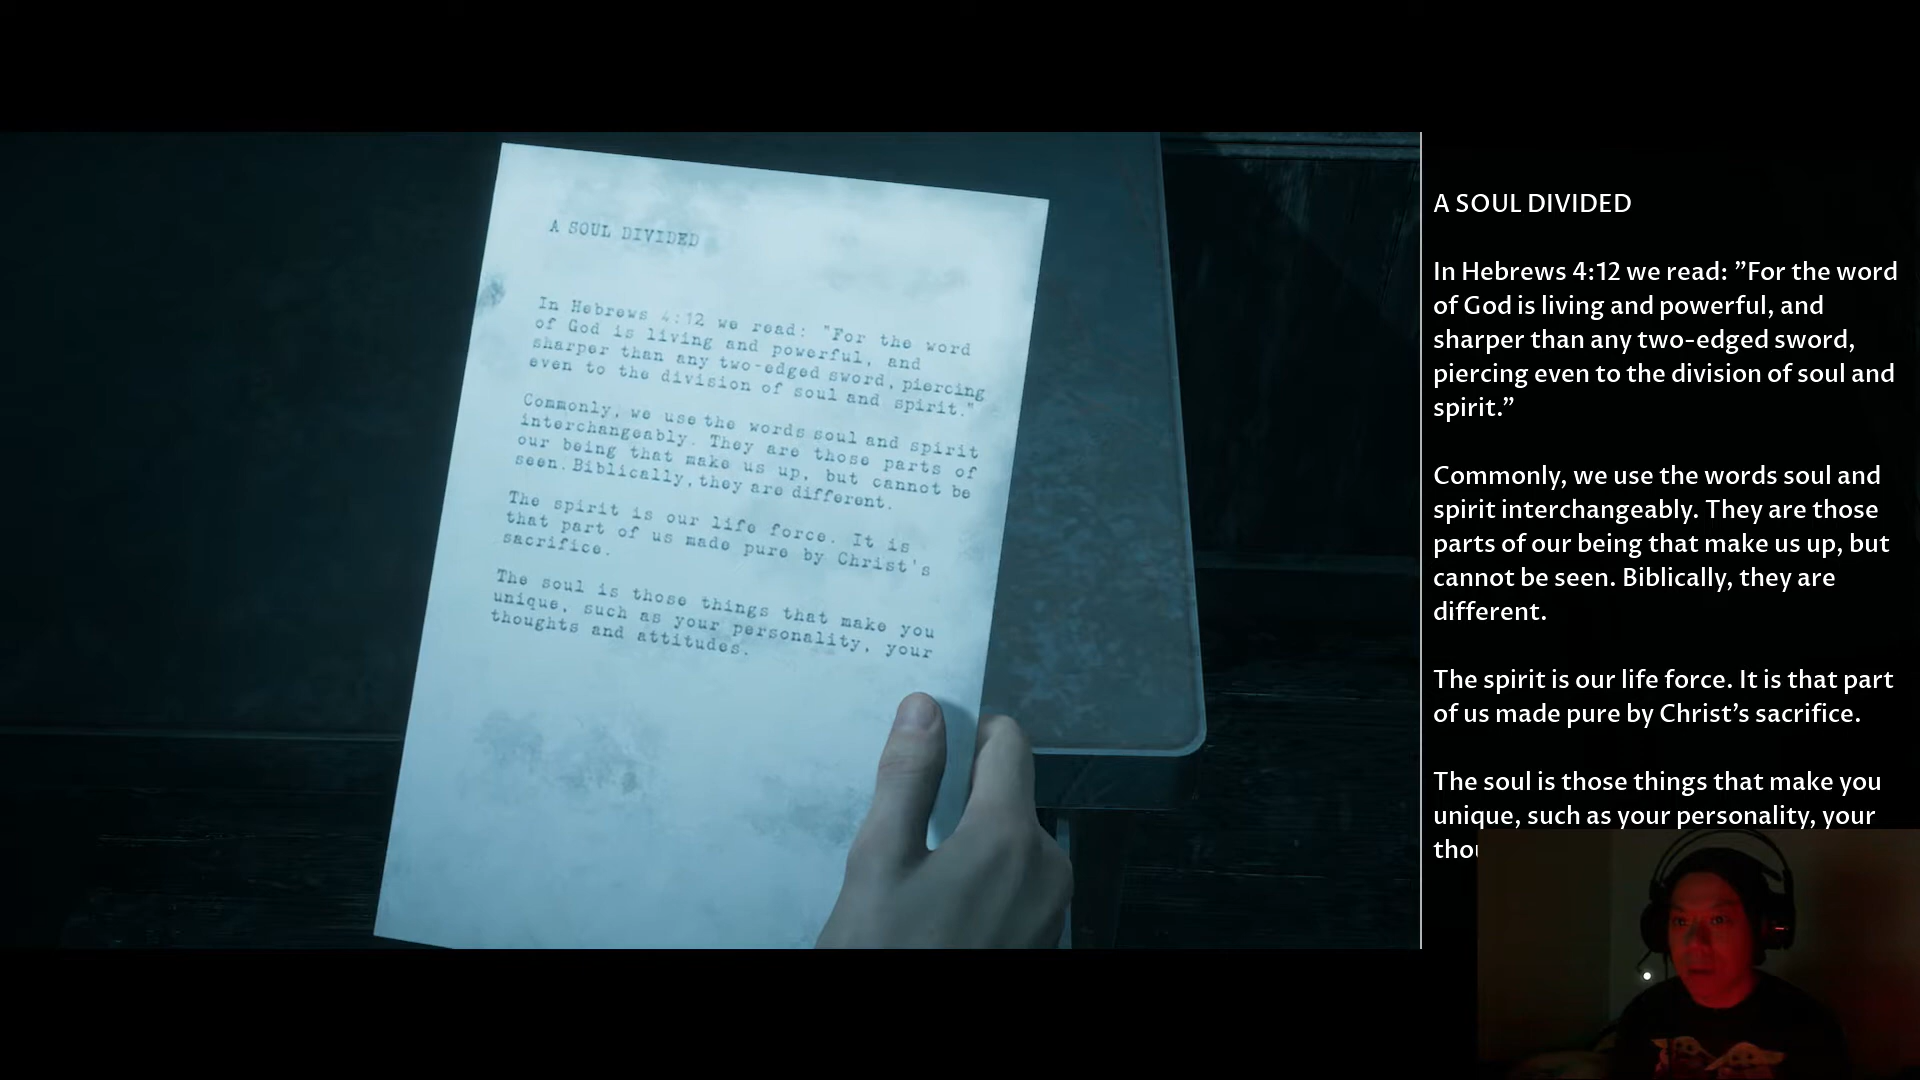 A SOUL DIVIDED
In Hebrews 4:12 we read: "For the word
of God is living and powerful, and
sharper than any two-edged sword, piercing
even to the division of soul and spirit."
Commonly, we use the words soul and spirit
interchangeably. They are those parts of
our being that make us up, but cannot be
seen. Biblically, they are different.
The spirit is our life force. It is
that part of us made pure by Christ's
sacrifice.
The soul is those things that make you
unique, such as your personality, your
thoughts and attitudes.
A SOUL DIVIDED
In Hebrews 4:12 we read: ”For the word
of God is living and powerful, and
sharper than any two-edged sword,
piercing even to the division of soul and
spirit.”
Commonly, we use the words soul and
spirit interchangeably. They are those
parts of our being that make us up, but
cannot be seen. Biblically, they are
different.
The spirit is our life force. It is that part
of us made pure by Christ’s sacrifice.
The soul is those things that make you
unique, such as your personality, your